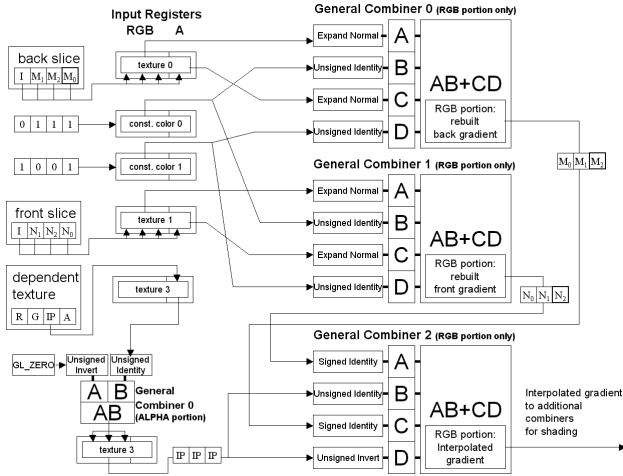 Input Registers
RGB A
General Combiner 0 (RGB portion only)
back slice
I M₁ M₂ M₀
texture 0
0 1 1 1
const. color 0
1 0 0 1
const. color 1
Expand Normal A
Unsigned Identity B
Expand Normal C
Unsigned Identity D
AB+CD
RGB portion:
rebuilt
back gradient
M₀ M₁ M₂
General Combiner 1 (RGB portion only)
front slice
I N₁ N₂ N₀
texture 1
Expand Normal A
Unsigned Identity B
Expand Normal C
Unsigned Identity D
AB+CD
RGB portion:
rebuilt
front gradient
N₀ N₁ N₂
dependent
texture
R G IP A
texture 3
General Combiner 2 (RGB portion only)
GL_ZERO
Unsigned
Invert
Unsigned
Identity
A B
AB
General
Combiner 0
(ALPHA portion)
texture 3
IP IP IP
Signed Identity A
Unsigned Identity B
Signed Identity C
Unsigned Invert D
AB+CD
RGB portion:
Interpolated
gradient
Interpolated gradient
to additional
combiners
for shading